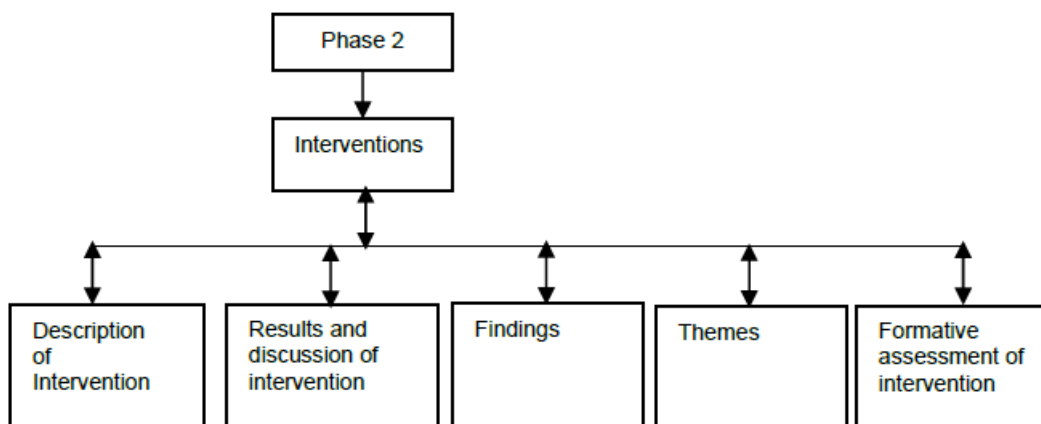 Phase 2
Interventions
Description
of
Intervention
Results and
discussion of
intervention
Findings
Themes
Formative
assessment of
intervention